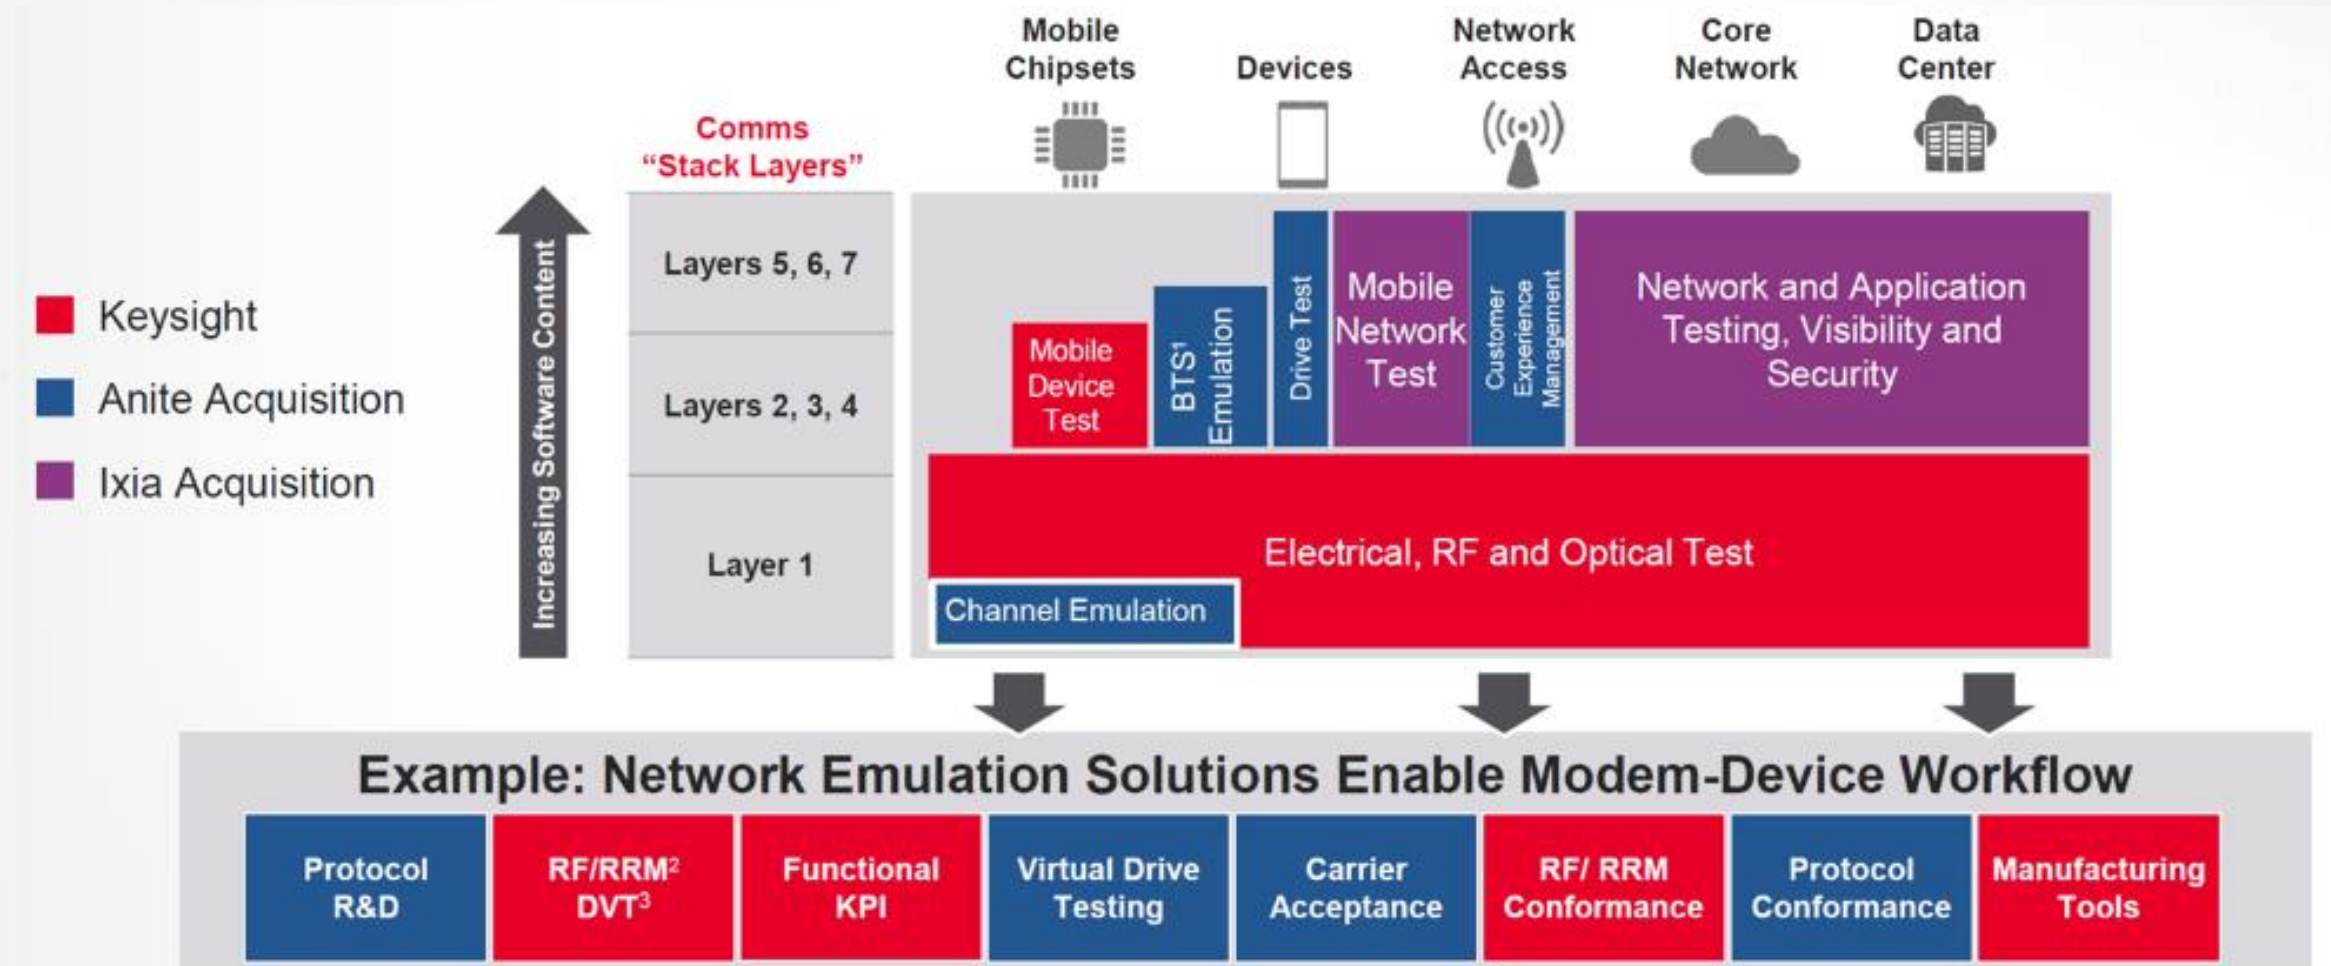 Mobile
Chipsets
Devices
Network
Access
Core
Network
Data
Center
Comms
“Stack Layers”
Keysight
Anite Acquisition
Ixia Acquisition
Increasing Software Content
Layers 5, 6, 7
Layers 2, 3, 4
Layer 1
Mobile
Device
Test
BTS¹
Emulation
Drive Test
Mobile
Network
Test
Customer
Experience
Management
Network and Application
Testing, Visibility and
Security
Electrical, RF and Optical Test
Channel Emulation
Example: Network Emulation Solutions Enable Modem-Device Workflow
Protocol
R&D
RF/RRM²
DVT³
Functional
KPI
Virtual Drive
Testing
Carrier
Acceptance
RF/ RRM
Conformance
Protocol
Conformance
Manufacturing
Tools